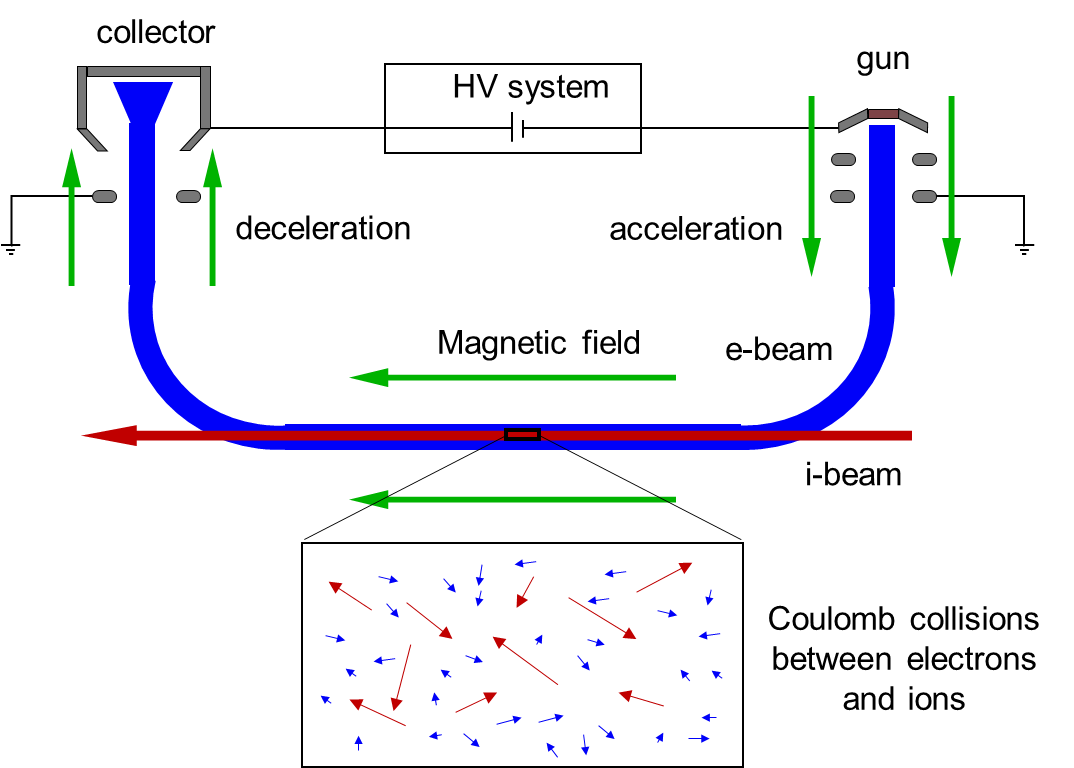 collector
HV system
gun
deceleration
acceleration
Magnetic field
e-beam
i-beam
Coulomb collisions
between electrons
and ions